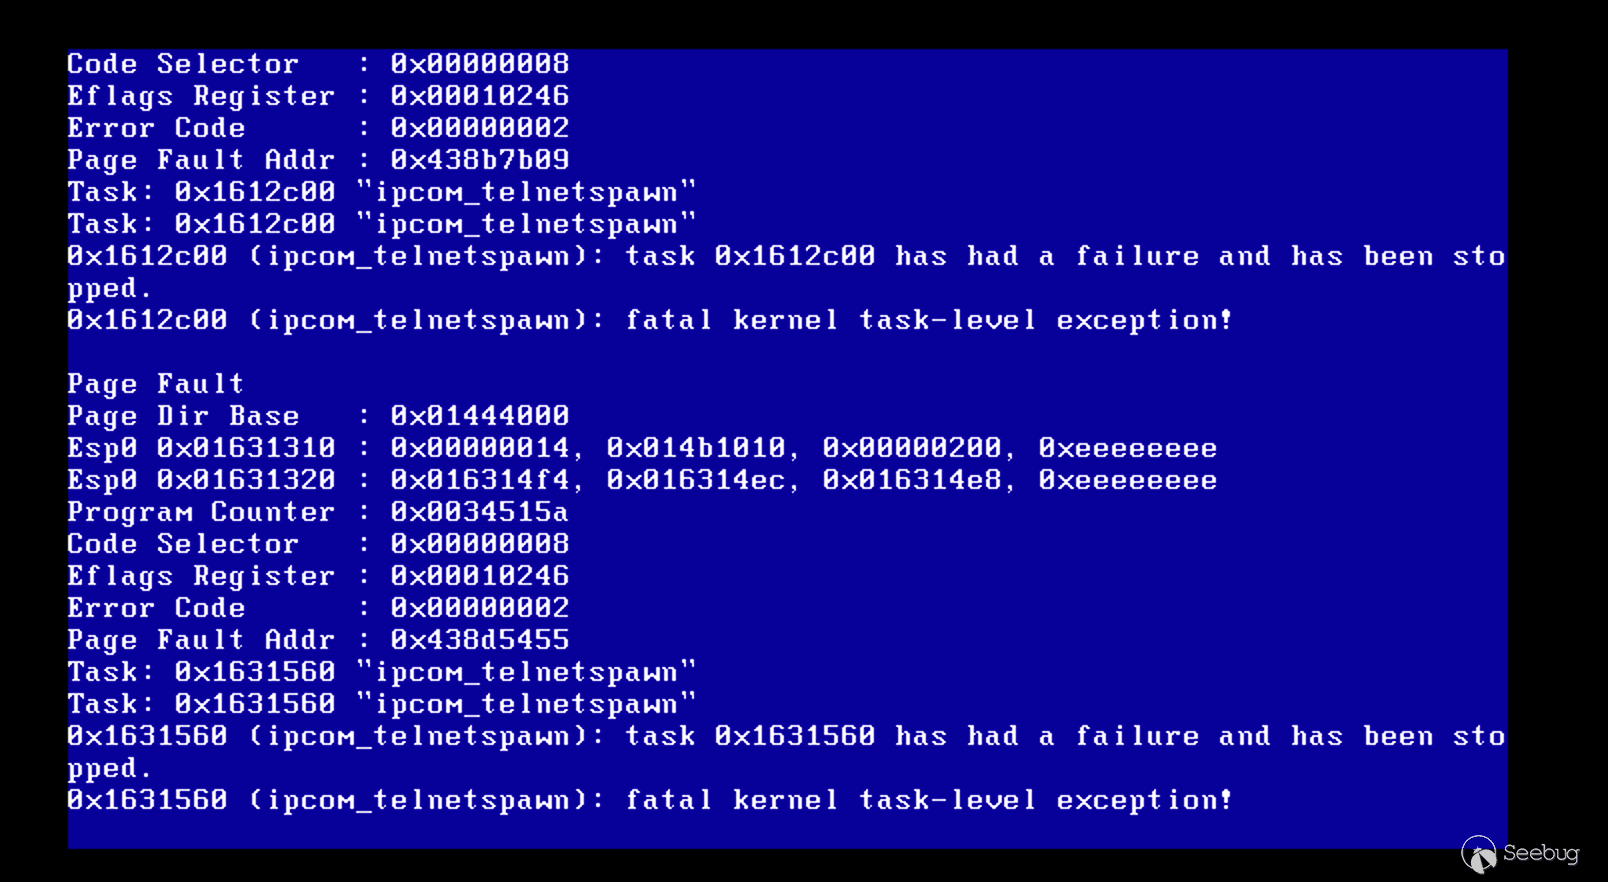 Code Selector   : 0x00000008
Eflags Register : 0x00010246
Error Code      : 0x00000002
Page Fault Addr : 0x438b7b09
Task: 0x1612c00 "ipcom_telnetspawn"
Task: 0x1612c00 "ipcom_telnetspawn"
0x1612c00 (ipcom_telnetspawn): task 0x1612c00 has had a failure and has been sto
pped.
0x1612c00 (ipcom_telnetspawn): fatal kernel task-level exception!
Page Fault
Page Dir Base   : 0x01444000
Esp0 0x01631310 : 0x00000014, 0x014b1010, 0x00000200, 0xeeeeeeee
Esp0 0x01631320 : 0x016314f4, 0x016314ec, 0x016314e8, 0xeeeeeeee
Program Counter : 0x0034515a
Code Selector   : 0x00000008
Eflags Register : 0x00010246
Error Code      : 0x00000002
Page Fault Addr : 0x438d5455
Task: 0x1631560 "ipcom_telnetspawn"
Task: 0x1631560 "ipcom_telnetspawn"
0x1631560 (ipcom_telnetspawn): task 0x1631560 has had a failure and has been sto
pped.
0x1631560 (ipcom_telnetspawn): fatal kernel task-level exception!
Seebug